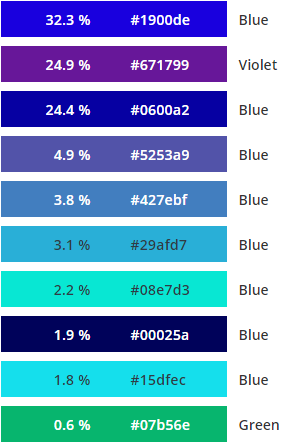 32.3 % #1900de Blue
24.9 % #671799 Violet
24.4 % #0600a2 Blue
4.9 % #5253a9 Blue
3.8 % #427ebf Blue
3.1 % #29afd7 Blue
2.2 % #08e7d3 Blue
1.9 % #00025a Blue
1.8 % #15dfec Blue
0.6 % #07b56e Green